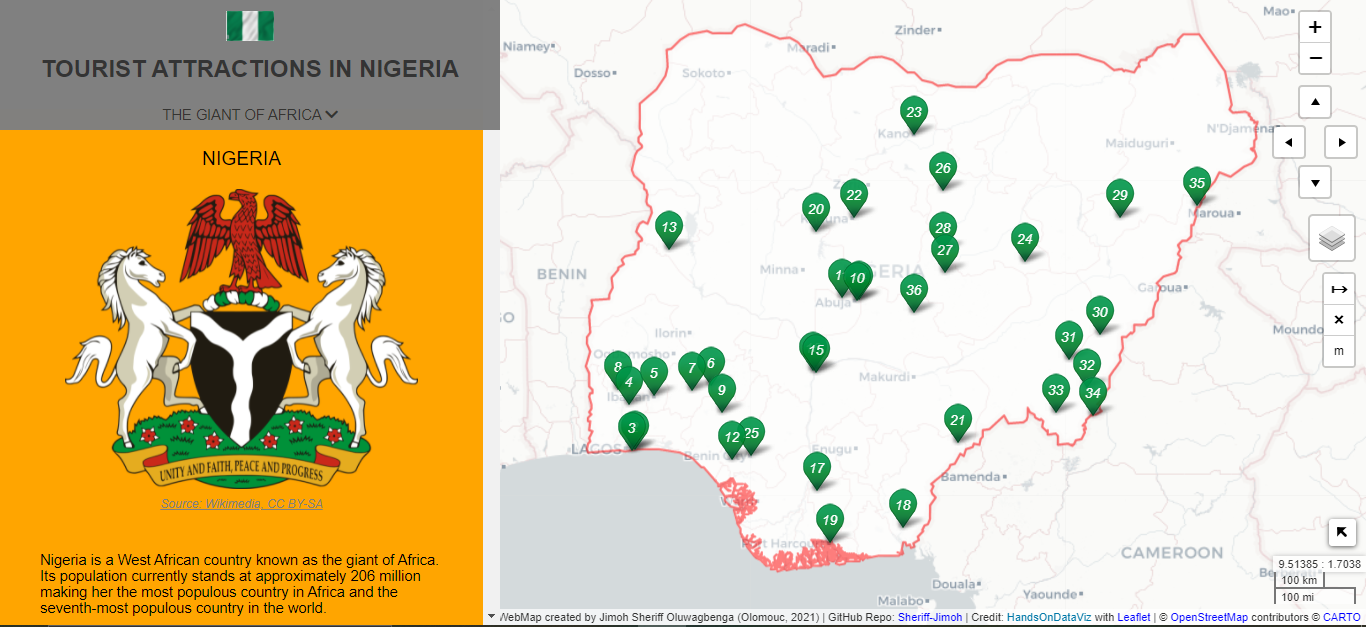 TOURIST ATTRACTIONS IN NIGERIA
THE GIANT OF AFRICA
NIGERIA
UNITY AND FAITH, PEACE AND PROGRESS
Source: Wikimedia, CC BY-SA
Nigeria is a West African country known as the giant of Africa.
Its population currently stands at approximately 206 million
making her the most populous country in Africa and the
seventh-most populous country in the world.
Mao
Zinder
Niamey
Maradi
Dosso
Sokoto
23
Kano
N'Djamena
Maiduguri
26
35
22
29
20
Maroua
13
28
24
27
BENIN
Minna
10
36
Abuja
Garoua
30
Ilorin
31
Moundo
15
8
5
7
6
32
4
9
Makurdi
33
34
3
21
12
25
LAGOS
Benin City
Enugu
17
Bamenda
18
19
Port Harcou
CAMEROON
Douala
Yaounde
Malabo
+
−
m
9.51385 : 1.7038
100 km
100 mi
WebMap created by Jimoh Sheriff Oluwagbenga (Olomouc, 2021) | GitHub Repo: Sheriff-Jimoh | Credit: HandsOnDataViz with Leaflet | © OpenStreetMap contributors © CARTO